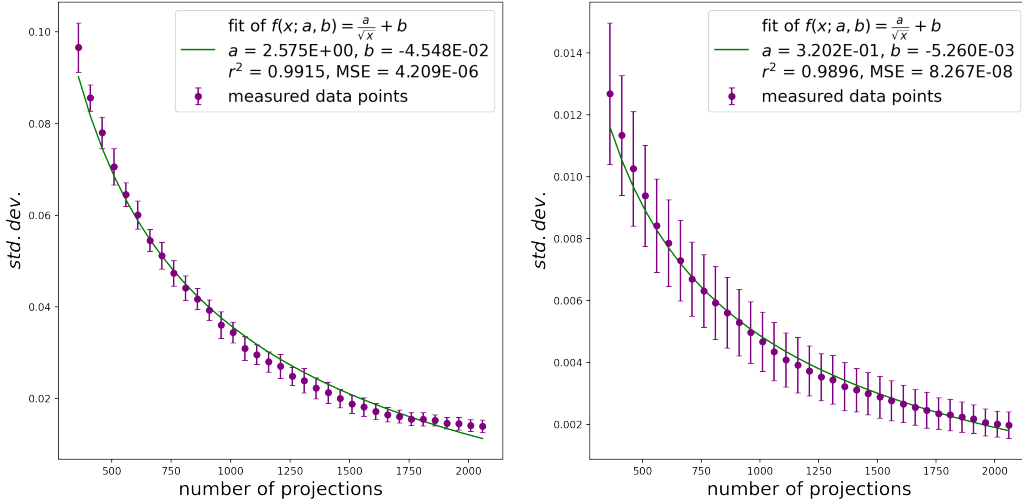 fit of f(x; a, b) = a/√x + b
a = 2.575E+00, b = -4.548E-02
r² = 0.9915, MSE = 4.209E-06
measured data points
0.10
0.08
0.06
0.04
0.02
std. dev.
500 750 1000 1250 1500 1750 2000
number of projections
fit of f(x; a, b) = a/√x + b
a = 3.202E-01, b = -5.260E-03
r² = 0.9896, MSE = 8.267E-08
measured data points
0.014
0.012
0.010
0.008
0.006
0.004
0.002
std. dev.
500 750 1000 1250 1500 1750 2000
number of projections